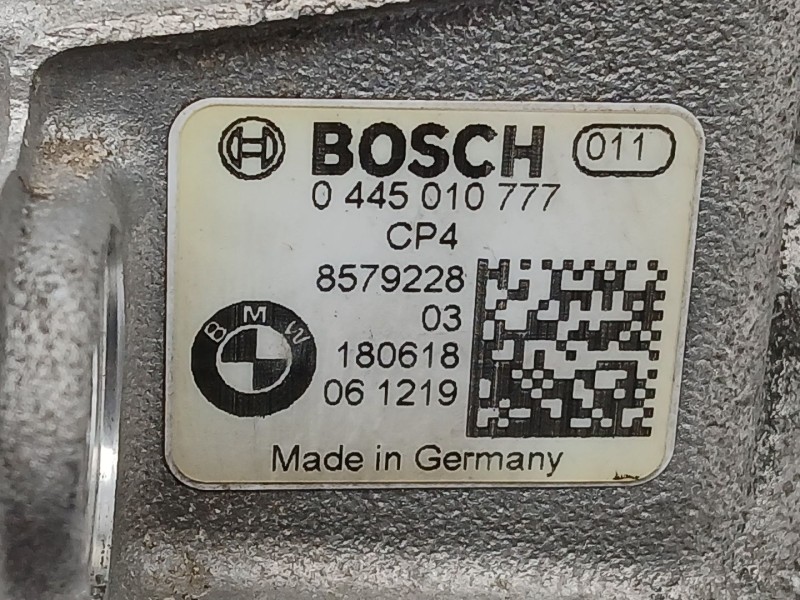 BOSCH 011
0 445 010 777
CP4
8579228
03
BMW
180618
06 1219
Made in Germany